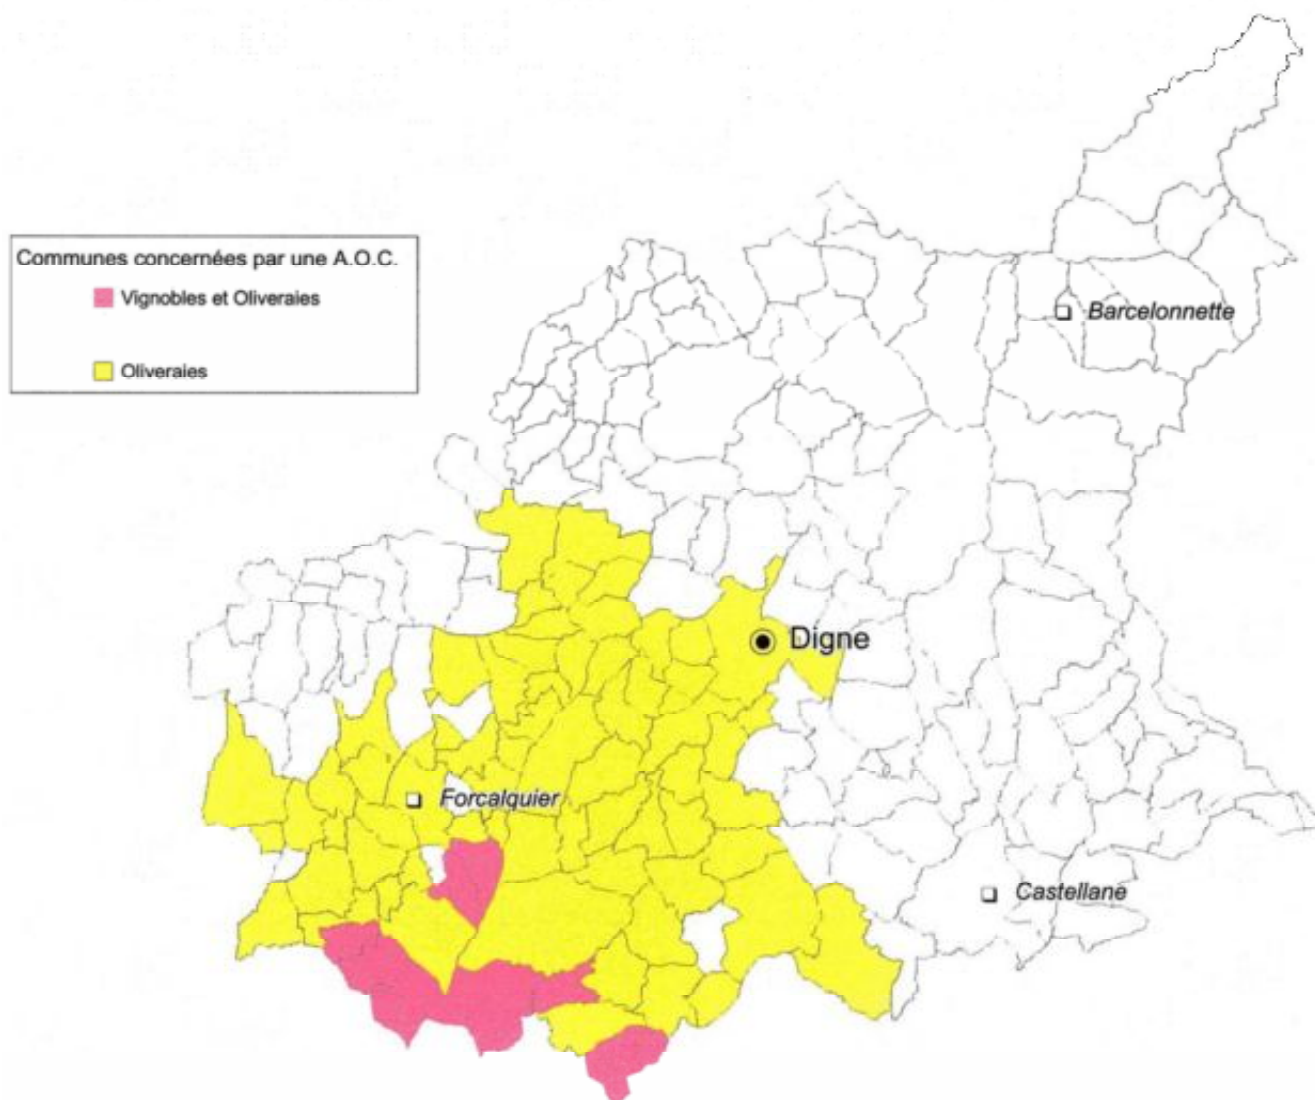 Communes concernées par une A.O.C.
Vignobles et Oliveraies
Oliveraies
Barcelonnette
Digne
Forcalquier
Castellane